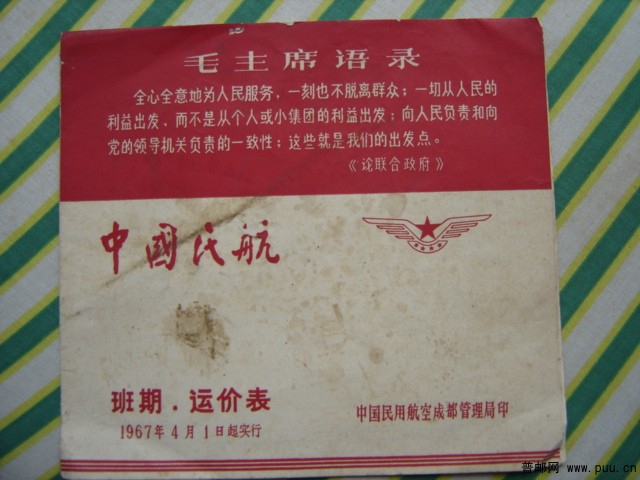 毛主席语录
全心全意地为人民服务，一刻也不脱离群众；一切从人民的
利益出发，而不是从个人或小集团的利益出发；向人民负责和向
党的领导机关负责的一致性；这些就是我们的出发点。
《论联合政府》
中國民航
班期．运价表
1967年4月1日起实行
中国民用航空成都管理局印
普邮网 www.puu.cn